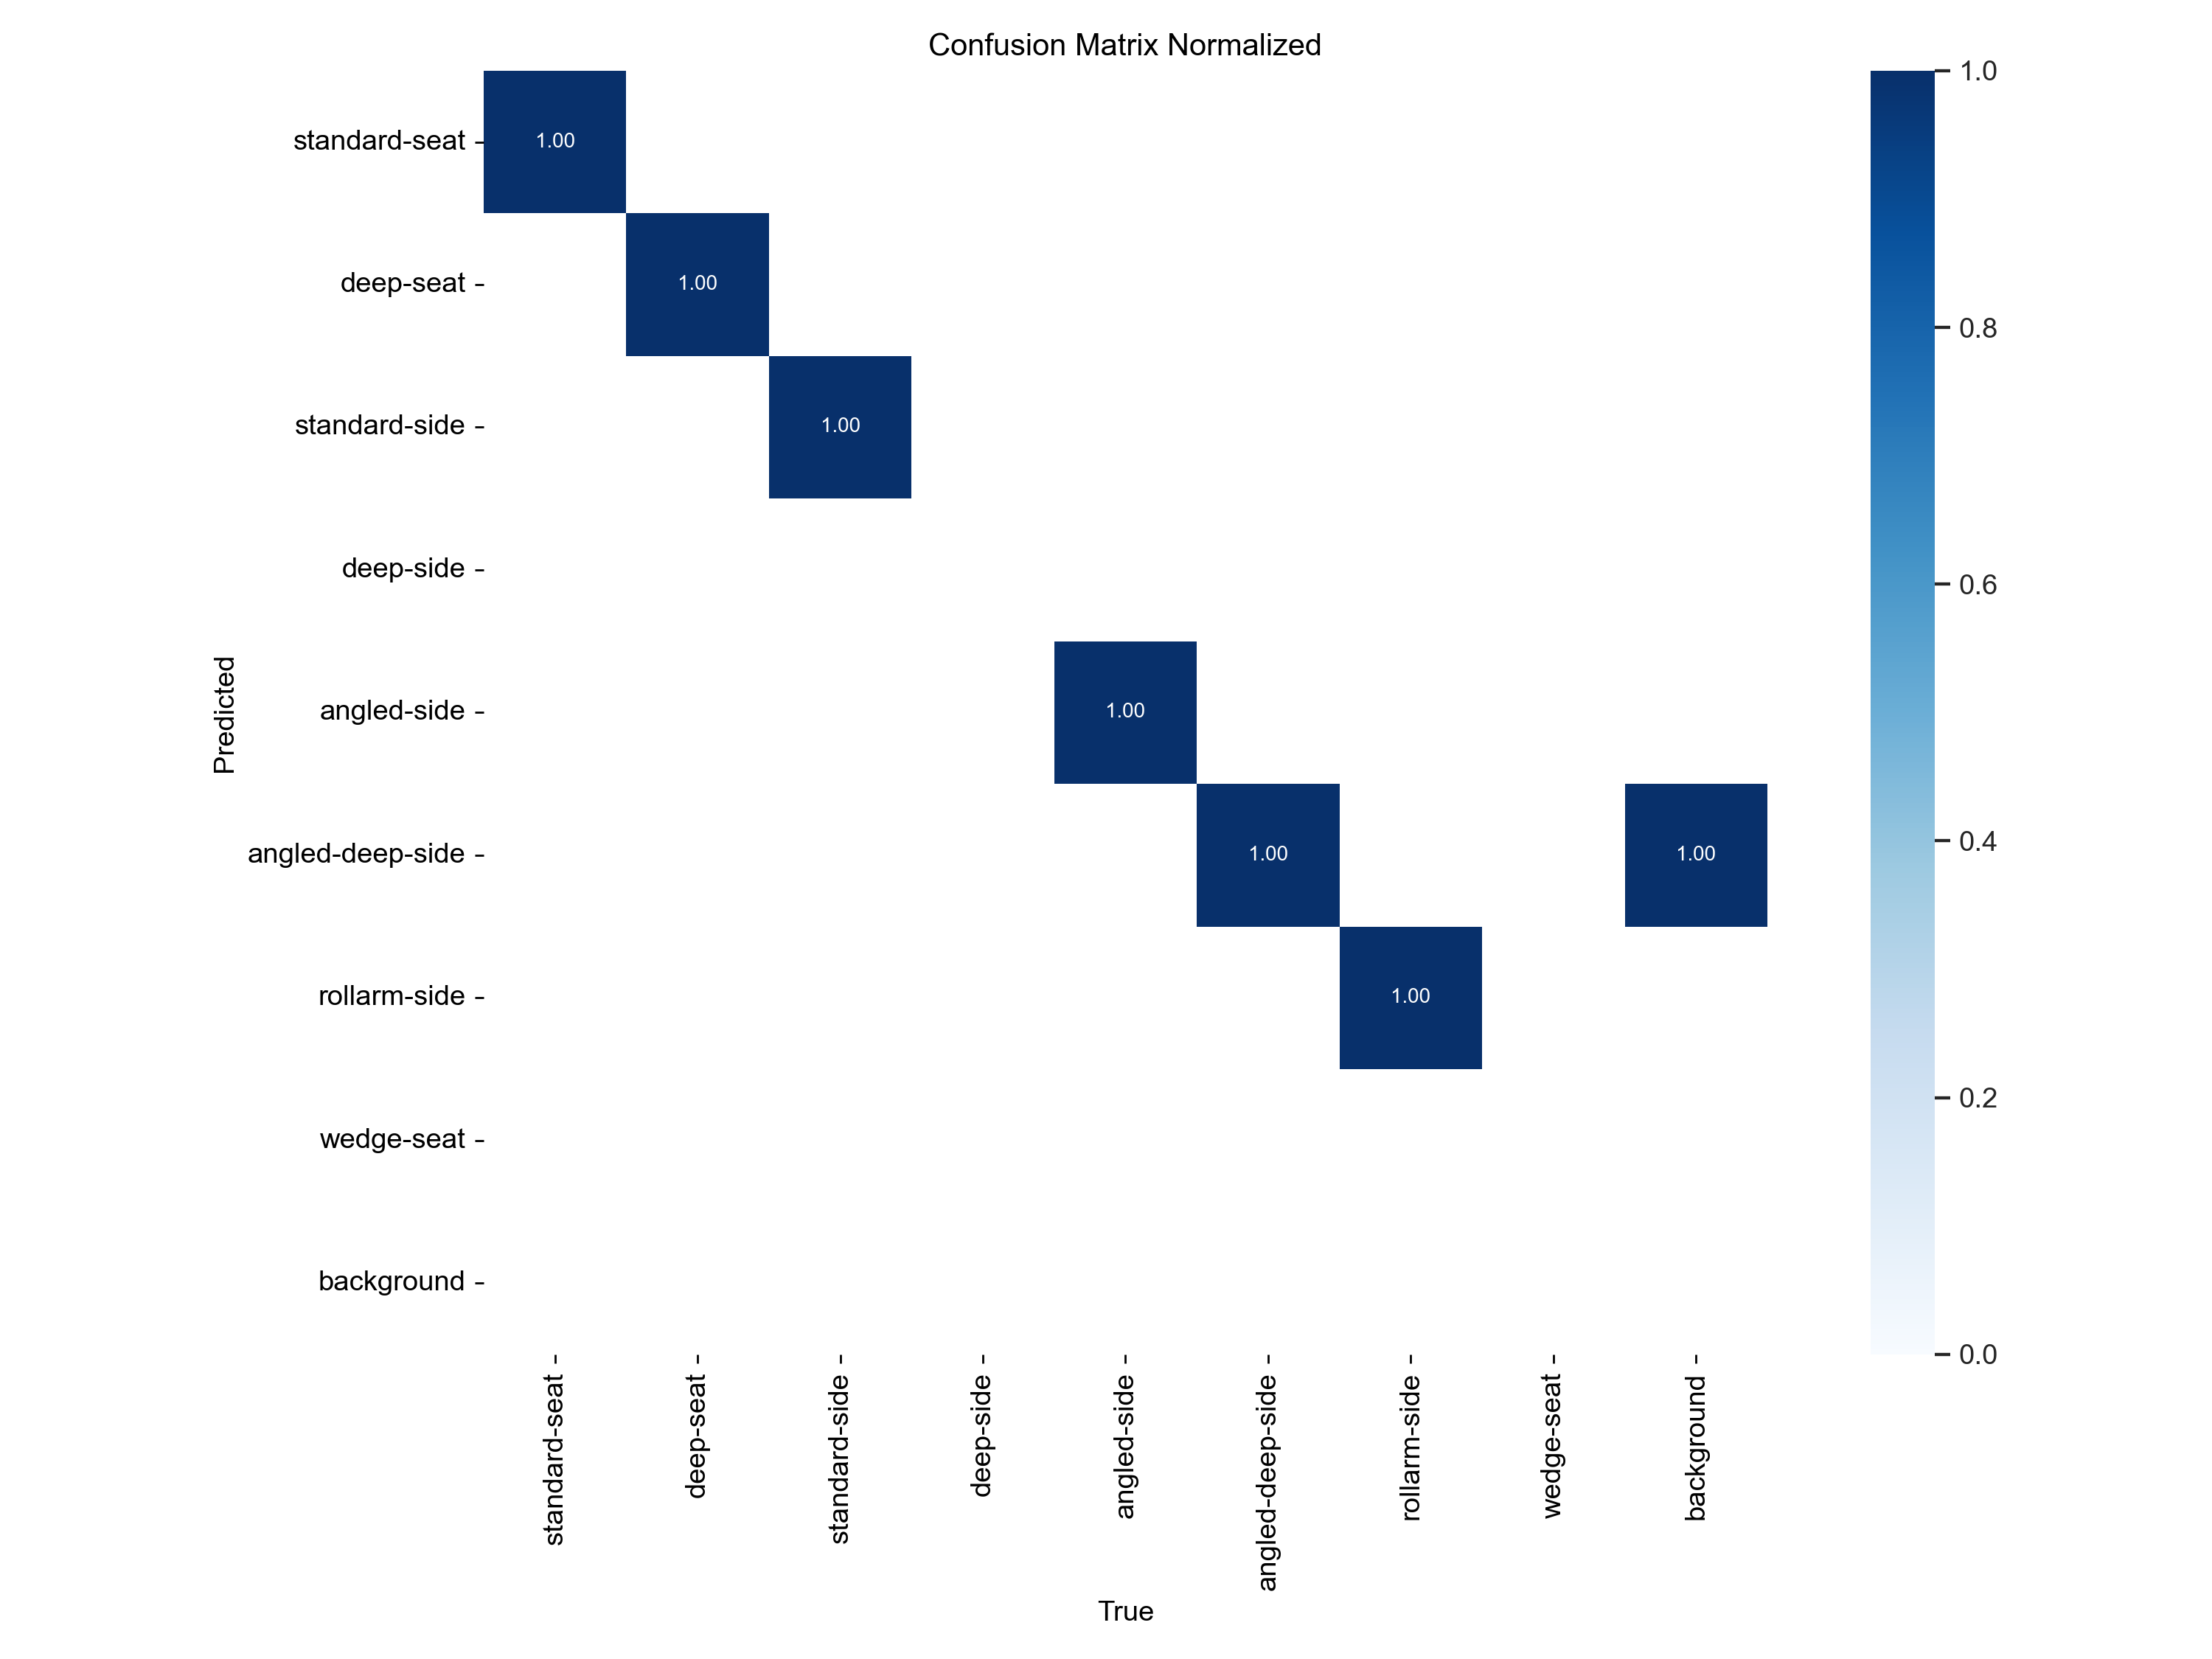 Confusion Matrix Normalized
standard-seat
1.00
deep-seat
1.00
standard-side
1.00
deep-side
angled-side
1.00
angled-deep-side
1.00
1.00
rollarm-side
1.00
wedge-seat
background
Predicted
standard-seat
deep-seat
standard-side
deep-side
angled-side
angled-deep-side
rollarm-side
wedge-seat
background
True
1.0
0.8
0.6
0.4
0.2
0.0